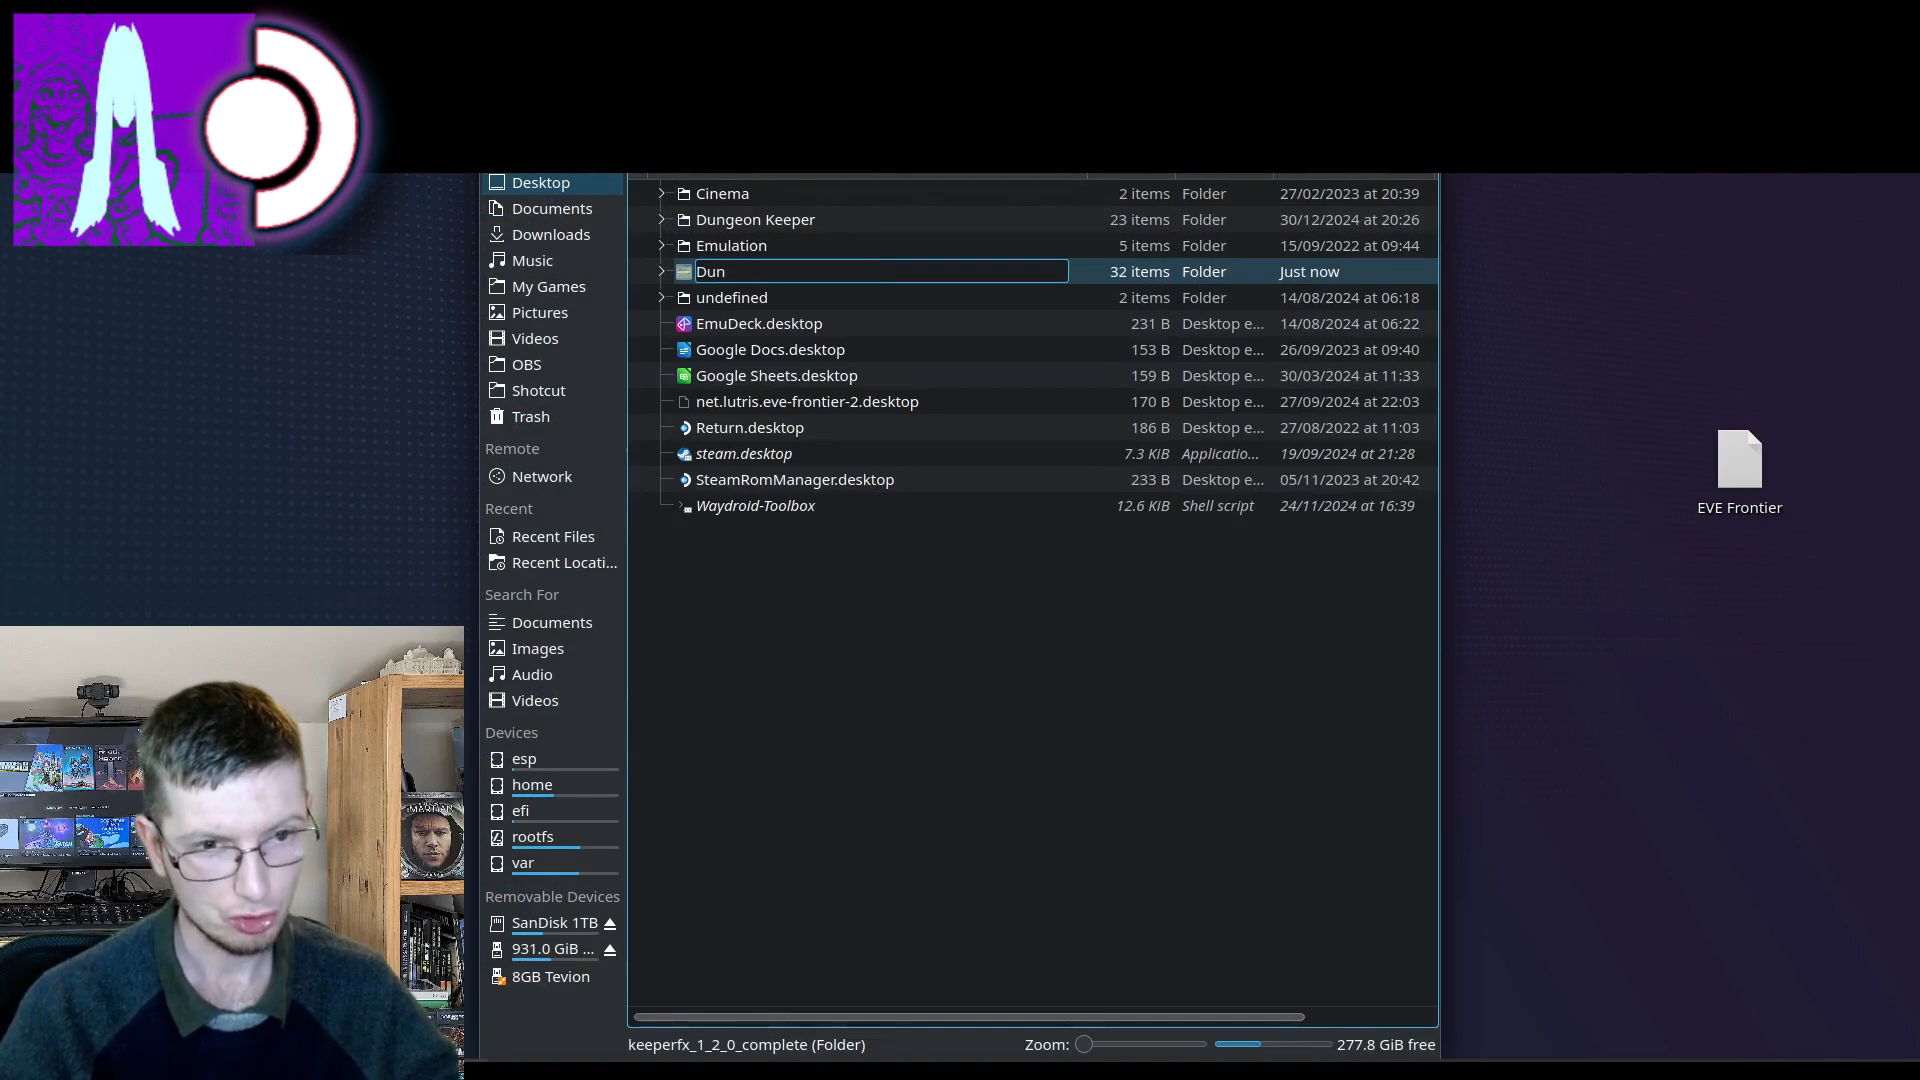 Desktop
Documents
Downloads
Music
My Games
Pictures
Videos
OBS
Shotcut
Trash
Remote
Network
Recent
Recent Files
Recent Locati...
Search For
Documents
Images
Audio
Videos
Devices
esp
home
efi
rootfs
var
Removable Devices
SanDisk 1TB
931.0 GiB ...
8GB Tevion
Cinema 2 items Folder 27/02/2023 at 20:39
Dungeon Keeper 23 items Folder 30/12/2024 at 20:26
Emulation 5 items Folder 15/09/2022 at 09:44
Dun 32 items Folder Just now
undefined 2 items Folder 14/08/2024 at 06:18
EmuDeck.desktop 231 B Desktop e... 14/08/2024 at 06:22
Google Docs.desktop 153 B Desktop e... 26/09/2023 at 09:40
Google Sheets.desktop 159 B Desktop e... 30/03/2024 at 11:33
net.lutris.eve-frontier-2.desktop 170 B Desktop e... 27/09/2024 at 22:03
Return.desktop 186 B Desktop e... 27/08/2022 at 11:03
steam.desktop 7.3 KiB Applicatio... 19/09/2024 at 21:28
SteamRomManager.desktop 233 B Desktop e... 05/11/2023 at 20:42
Waydroid-Toolbox 12.6 KiB Shell script 24/11/2024 at 16:39
keeperfx_1_2_0_complete (Folder) Zoom: 277.8 GiB free
EVE Frontier
MARTIAN